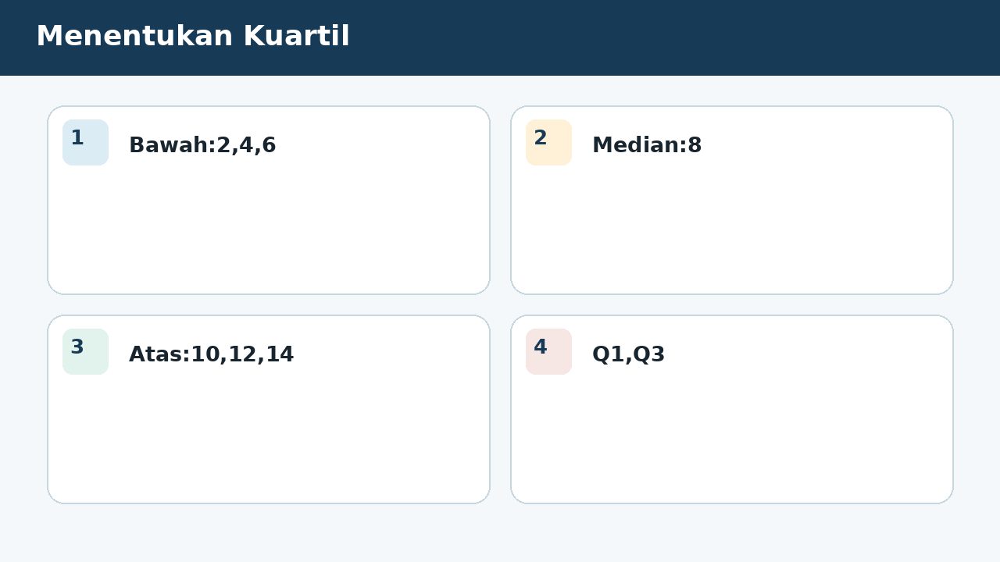 Menentukan Kuartil
1
Bawah:2,4,6
2
Median:8
3
Atas:10,12,14
4
Q1,Q3